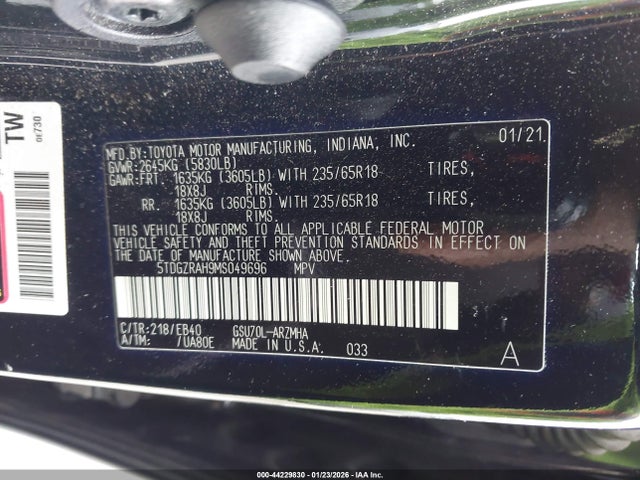 TW
0E730
MFD.BY:TOYOTA MOTOR MANUFACTURING, INDIANA, INC. 01/21
GVWR:2645KG (5830LB)
GAWR:FRT 1635KG (3605LB) WITH 235/65R18 TIRES,
18X8J RIMS.
RR 1635KG (3605LB) WITH 235/65R18 TIRES,
18X8J RIMS.
THIS VEHICLE CONFORMS TO ALL APPLICABLE FEDERAL MOTOR
VEHICLE SAFETY AND THEFT PREVENTION STANDARDS IN EFFECT ON
THE DATE OF MANUFACTURE SHOWN ABOVE.
5TDGZRAH9MS049696 MPV
C/TR:218/EB40 GSU70L-ARZMHA
A/TM: /UA80E MADE IN U.S.A. 033
A
000-44229830 - 01/23/2026 - IAA Corp.